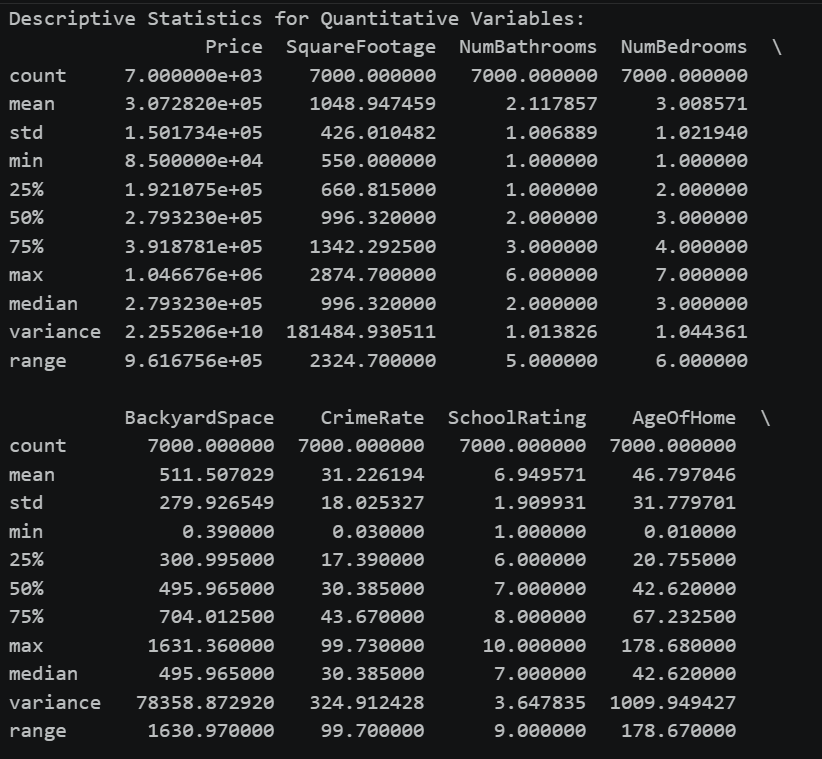 Descriptive Statistics for Quantitative Variables:
Price SquareFootage NumBathrooms NumBedrooms \
count 7.000000e+03 7000.000000 7000.000000 7000.000000
mean 3.072820e+05 1048.947459 2.117857 3.008571
std 1.501734e+05 426.010482 1.006889 1.021940
min 8.500000e+04 550.000000 1.000000 1.000000
25% 1.921075e+05 660.815000 1.000000 2.000000
50% 2.793230e+05 996.320000 2.000000 3.000000
75% 3.918781e+05 1342.292500 3.000000 4.000000
max 1.046676e+06 2874.700000 6.000000 7.000000
median 2.793230e+05 996.320000 2.000000 3.000000
variance 2.255206e+10 181484.930511 1.013826 1.044361
range 9.616756e+05 2324.700000 5.000000 6.000000
BackyardSpace CrimeRate SchoolRating AgeOfHome \
count 7000.000000 7000.000000 7000.000000 7000.000000
mean 511.507029 31.226194 6.949571 46.797046
std 279.926549 18.025327 1.909931 31.779701
min 0.390000 0.030000 1.000000 0.010000
25% 300.995000 17.390000 6.000000 20.755000
50% 495.965000 30.385000 7.000000 42.620000
75% 704.012500 43.670000 8.000000 67.232500
max 1631.360000 99.730000 10.000000 178.680000
median 495.965000 30.385000 7.000000 42.620000
variance 78358.872920 324.912428 3.647835 1009.949427
range 1630.970000 99.700000 9.000000 178.670000